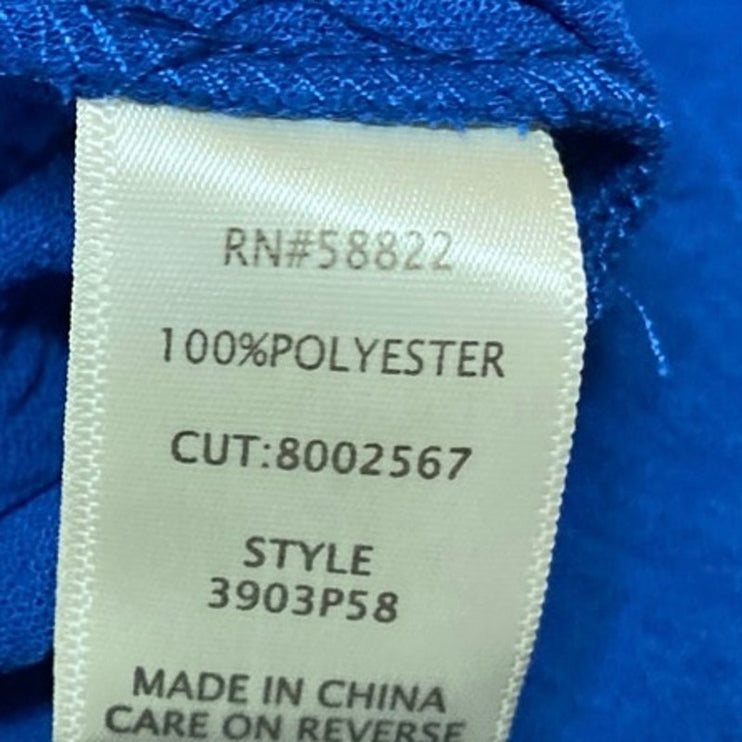 RN#58822
100%POLYESTER
CUT:8002567
STYLE
3903P58
MADE IN CHINA
CARE ON REVERSE